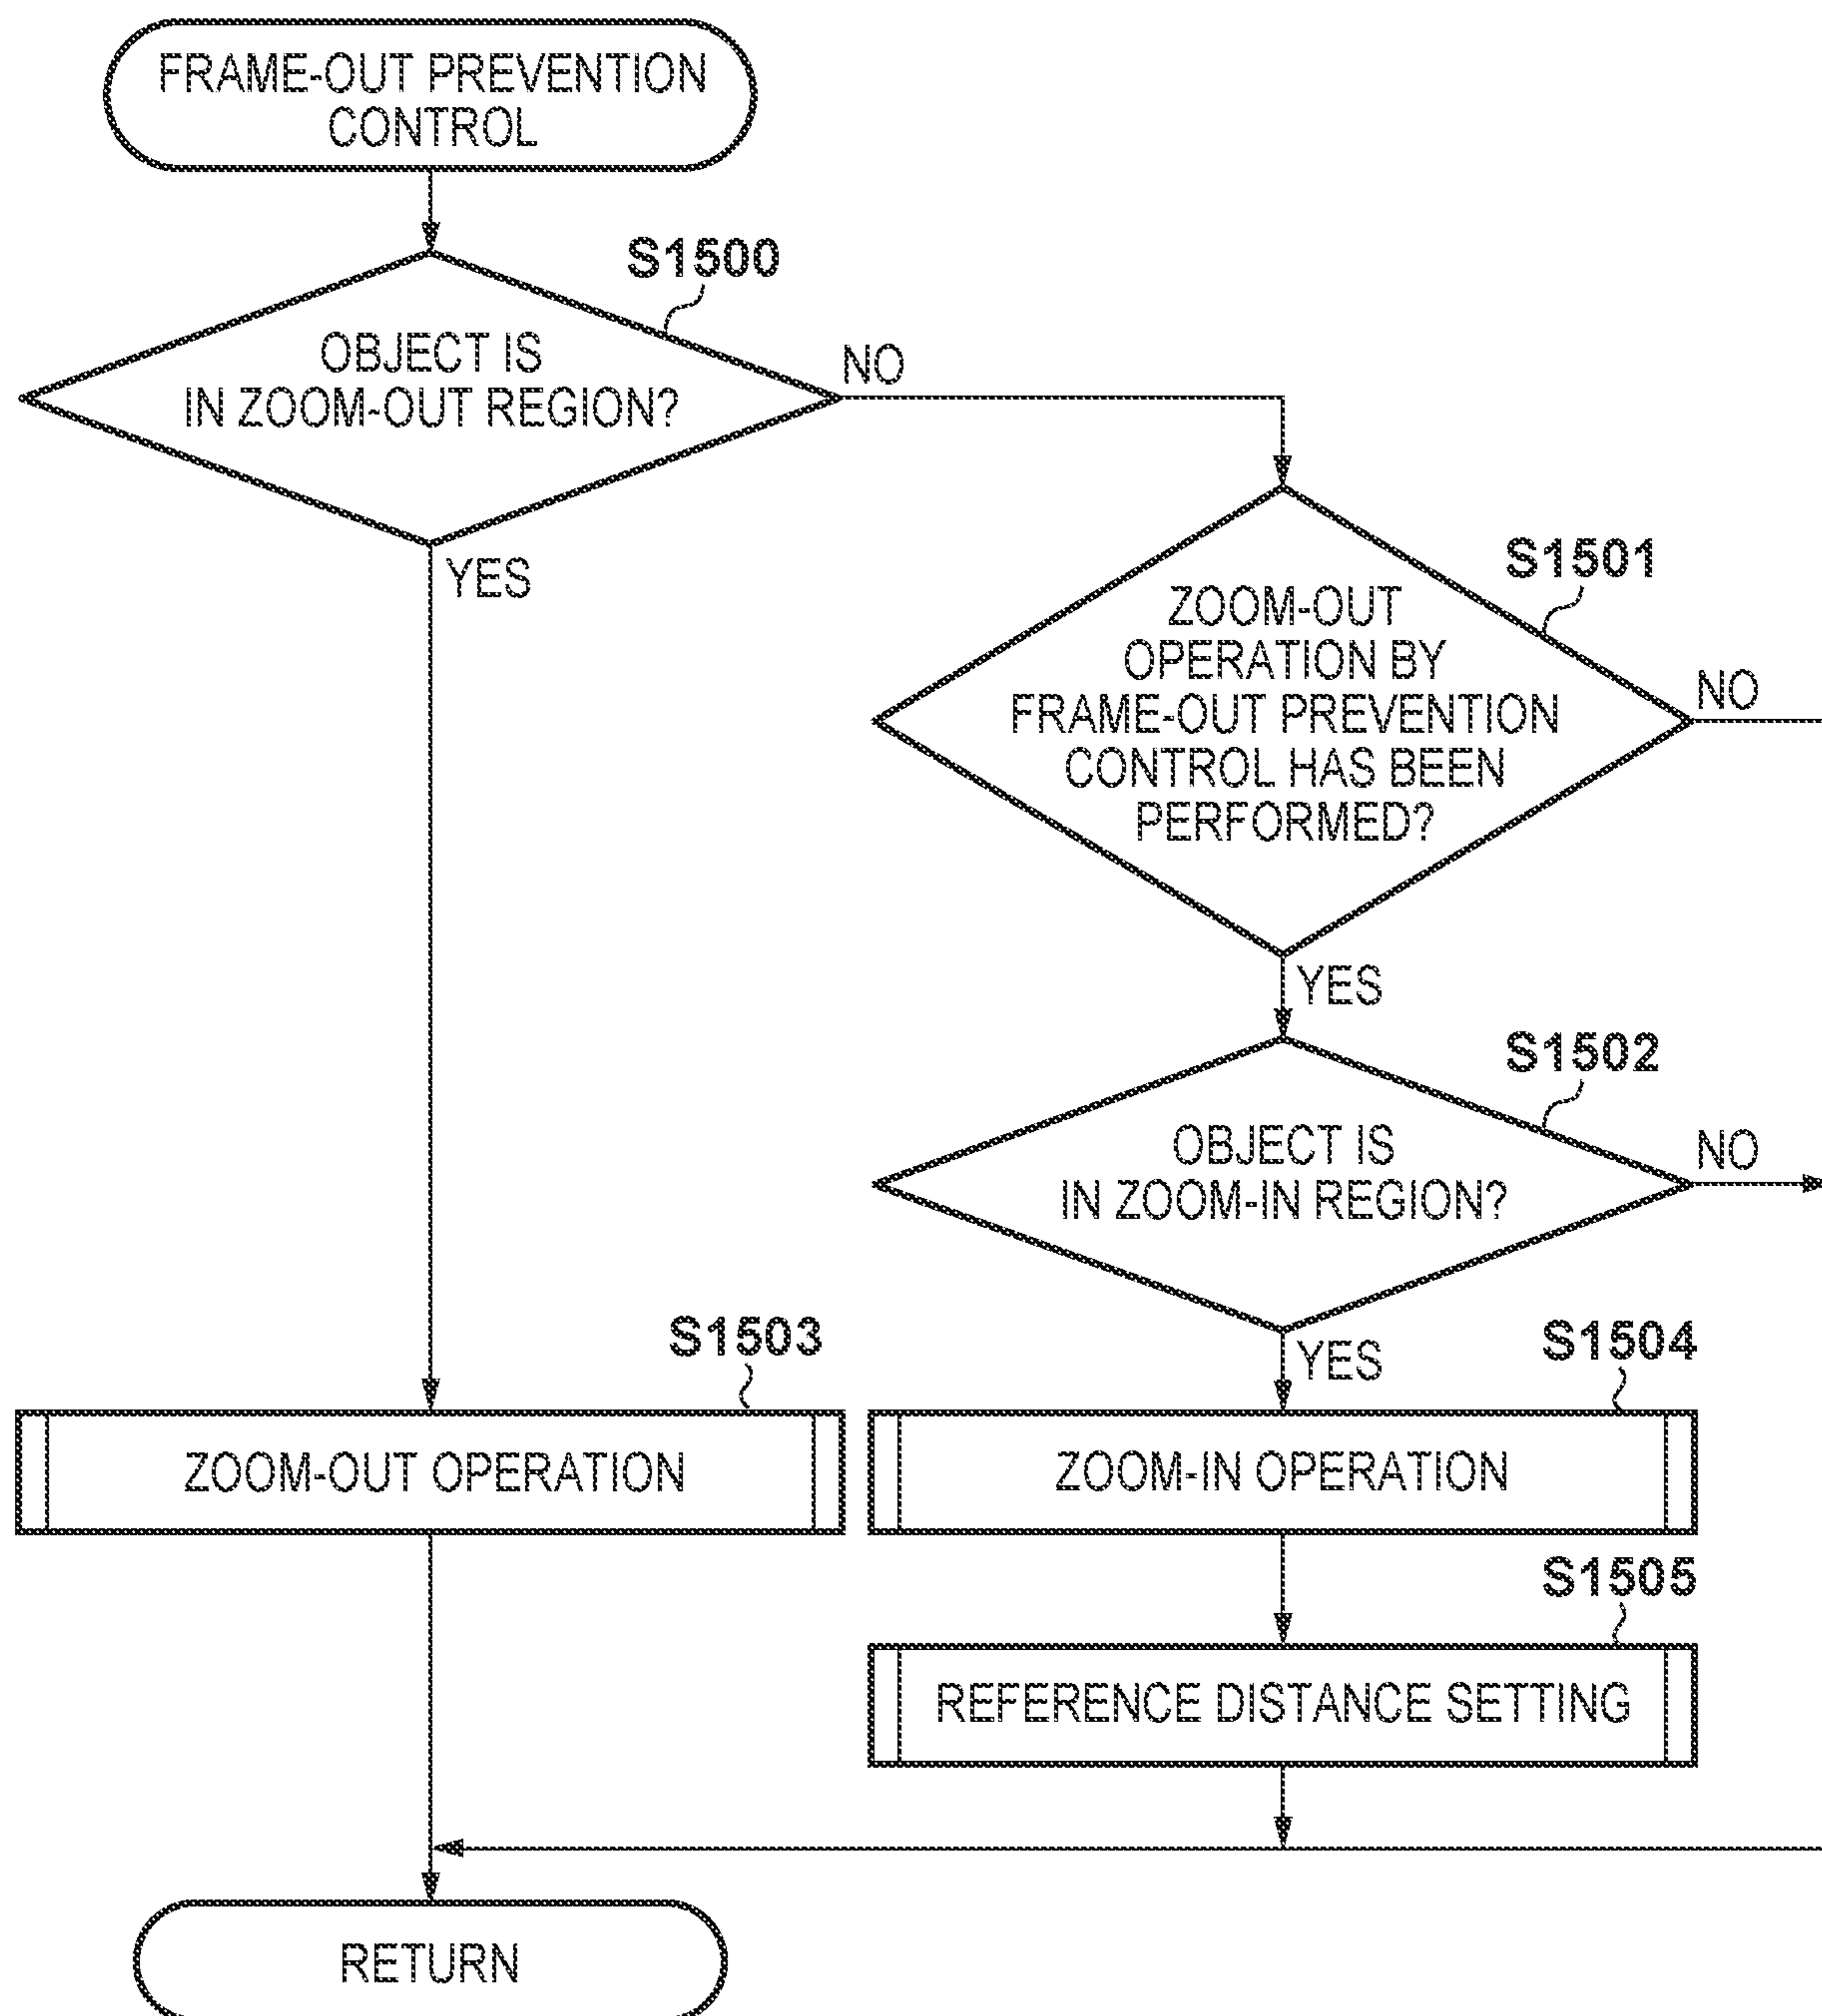 FRAME-OUT PREVENTION
CONTROL
S1500
OBJECT IS
IN ZOOM-OUT REGION?
NO
YES
S1501
ZOOM-OUT
OPERATION BY
FRAME-OUT PREVENTION
CONTROL HAS BEEN
PERFORMED?
NO
YES
S1502
OBJECT IS
IN ZOOM-IN REGION?
NO
YES
S1503
ZOOM-OUT OPERATION
S1504
ZOOM-IN OPERATION
S1505
REFERENCE DISTANCE SETTING
RETURN